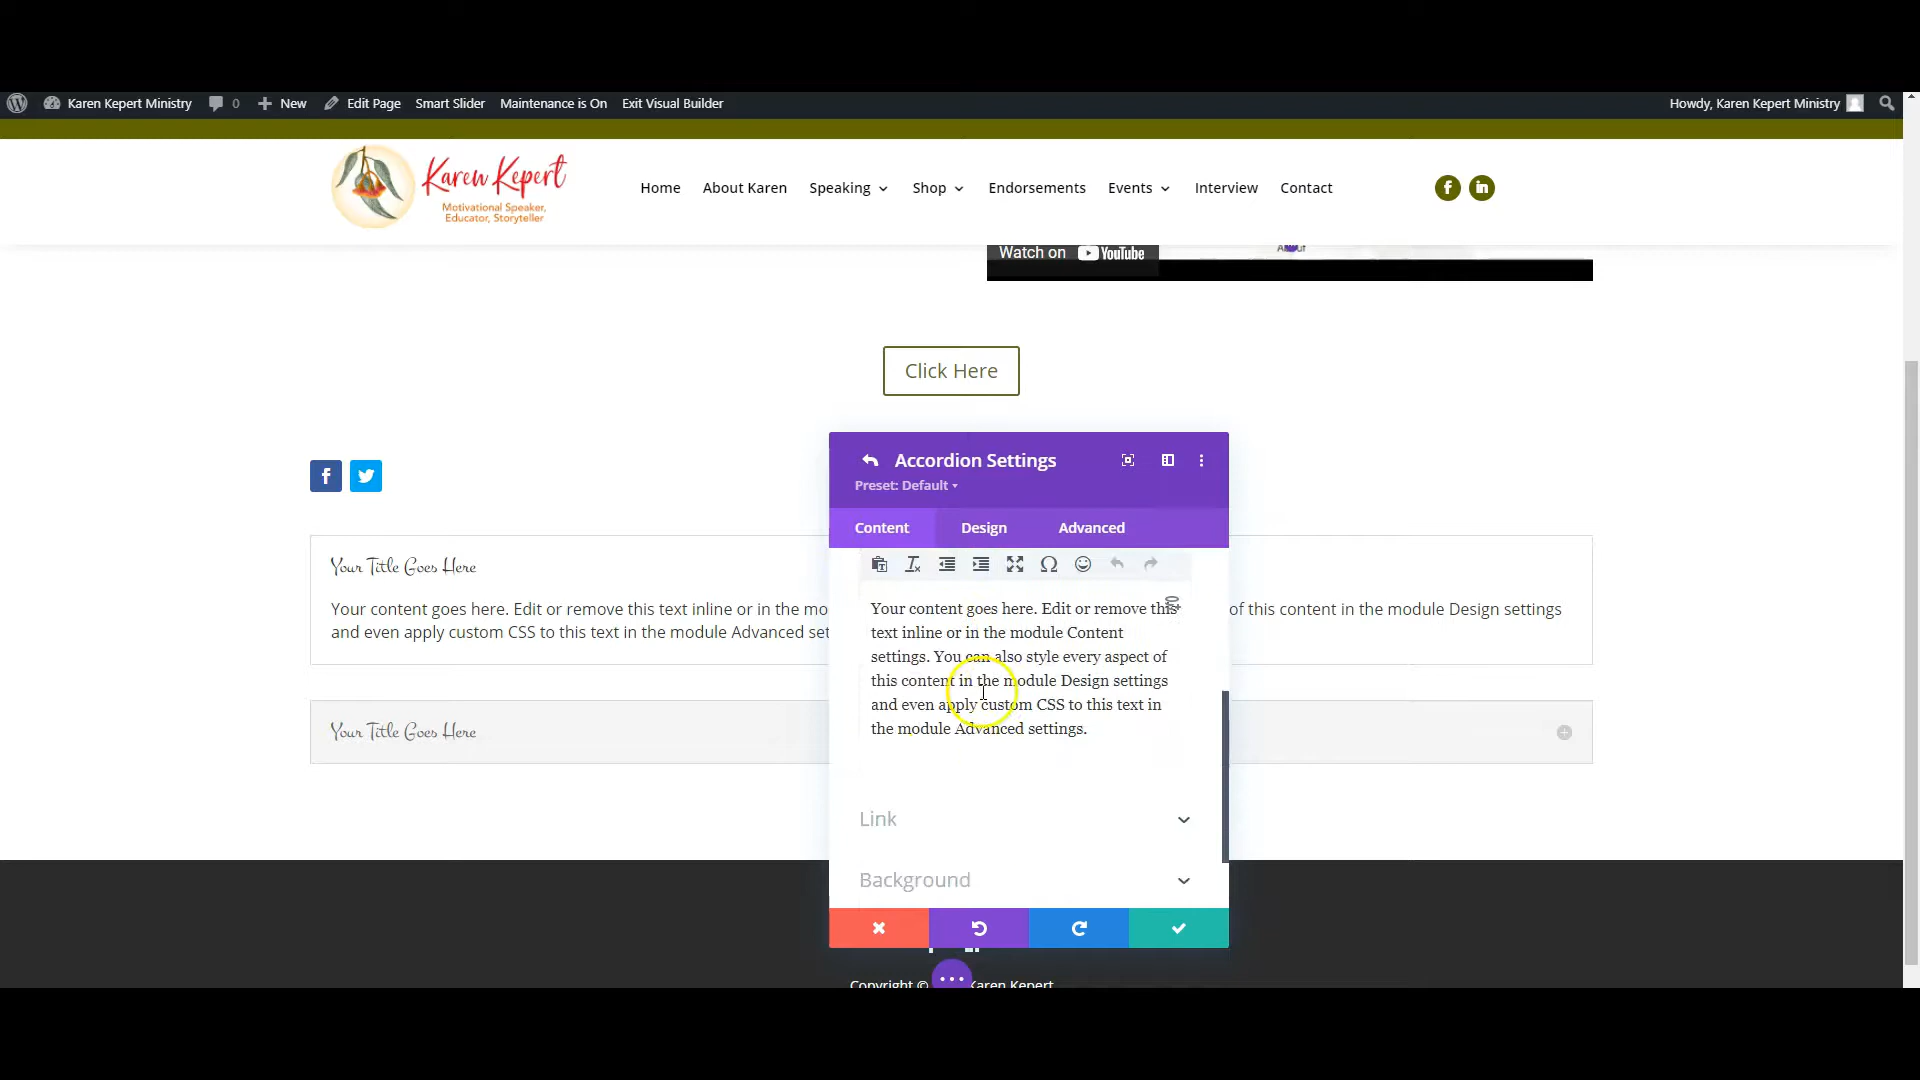 Karen Kepert Ministry 0 New Edit Page Smart Slider Maintenance is On Exit Visual Builder Howdy, Karen Kepert Ministry
Karen Kepert
Motivational Speaker,
Educator, Storyteller
Home About Karen Speaking Shop Endorsements Events Interview Contact
Watch on YouTube
Click Here
Accordion Settings
Preset: Default
Content Design Advanced
Your Title Goes Here
Your content goes here. Edit or remove this text inline or in the mo
of this content in the module Design settings
and even apply custom CSS to this text in the module Advanced set
Your content goes here. Edit or remove this
text inline or in the module Content
settings. You can also style every aspect of
this content in the module Design settings
and even apply custom CSS to this text in
the module Advanced settings.
Your Title Goes Here
Link
Background
Copyright © Karen Kepert